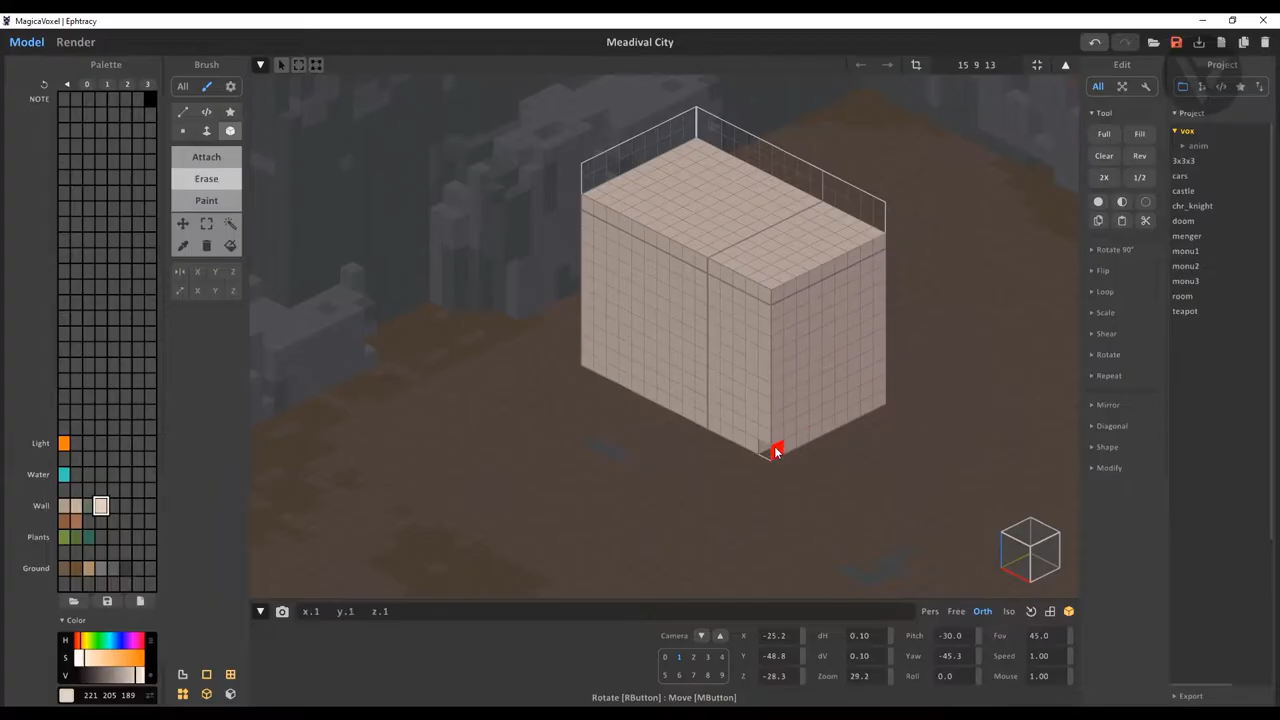 MagicaVoxel | Ephtracy
Model Render Meadival City
Palette Brush 15 9 13 Edit Project
0 1 2 3 All All
NOTE
Tool Project
vox
Full Fill
anim
Attach Clear Rev 3x3x3
Erase 2X 1/2 cars
castle
Paint
chr_knight
doom
menger
Rotate 90° monu1
X Y Z Flip monu2
X Y Z Loop monu3
Scale room
Shear teapot
Rotate
Repeat
Mirror
Diagonal
Light Shape
Modify
Water
Wall
Plants
Ground
x.1 y.1 z.1 Pers Free Orth Iso
Color
H Camera X -25.2 dH 0.10 Pitch -30.0 Fov 45.0
S 0 1 2 3 4 Y -48.8 dV 0.10 Yaw -45.3 Speed 1.00
V 5 6 7 8 9 Z -28.3 Zoom 29.2 Roll 0.0 Mouse 1.00
221 205 189 Rotate [RButton] : Move [MButton] Export